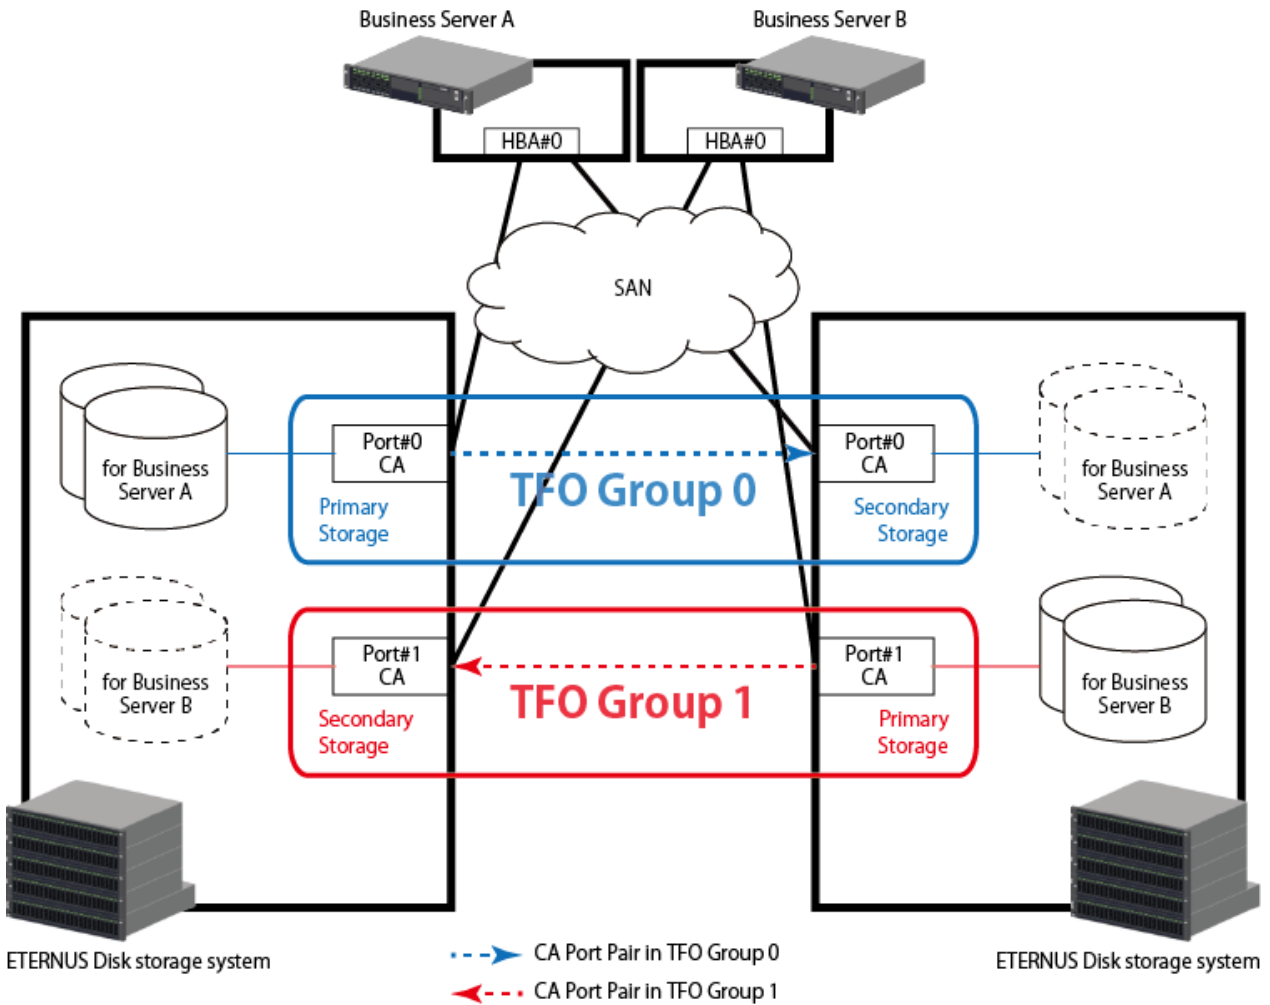 Business Server A
Business Server B
HBA#0
HBA#0
SAN
for Business
Server A
Port#0
CA
Primary
Storage
TFO Group 0
Port#0
CA
Secondary
Storage
for Business
Server A
for Business
Server B
Port#1
CA
Secondary
Storage
TFO Group 1
Port#1
CA
Primary
Storage
for Business
Server B
ETERNUS Disk storage system
ETERNUS Disk storage system
CA Port Pair in TFO Group 0
CA Port Pair in TFO Group 1